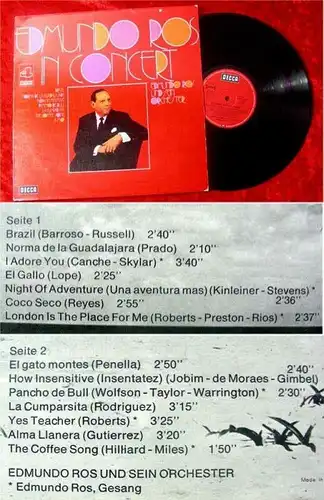 EDMUNDO ROS
IN CONCERT
EDMUNDO ROS
UND SEIN
ORCHESTER
DECCA
DECCA
Seite 1
Brazil (Barroso - Russell) 2'40"
Norma de la Guadalajara (Prado) 2'10"
I Adore You (Canche - Skylar) * 3'40"
El Gallo (Lope) 2'25"
Night Of Adventure (Una aventura mas) (Kinleiner - Stevens) *
Coco Seco (Reyes) 2'55" 2'36"
London Is The Place For Me (Roberts - Preston - Rios) * 2'37"
Seite 2
El gato montes (Penella) 2'50" 2'40"
How Insensitive (Insentatez) (Jobim - de Moraes - Gimbel)
Pancho de Bull (Wolfson - Taylor - Warrington) * 2'30"
La Cumparsita (Rodriguez) 3'15"
Yes Teacher (Roberts) * 3'25"
Alma Llanera (Gutierrez) 3'20"
The Coffee Song (Hilliard - Miles) * 1'50"
EDMUNDO ROS UND SEIN ORCHESTER
* Edmundo Ros, Gesang
Made in